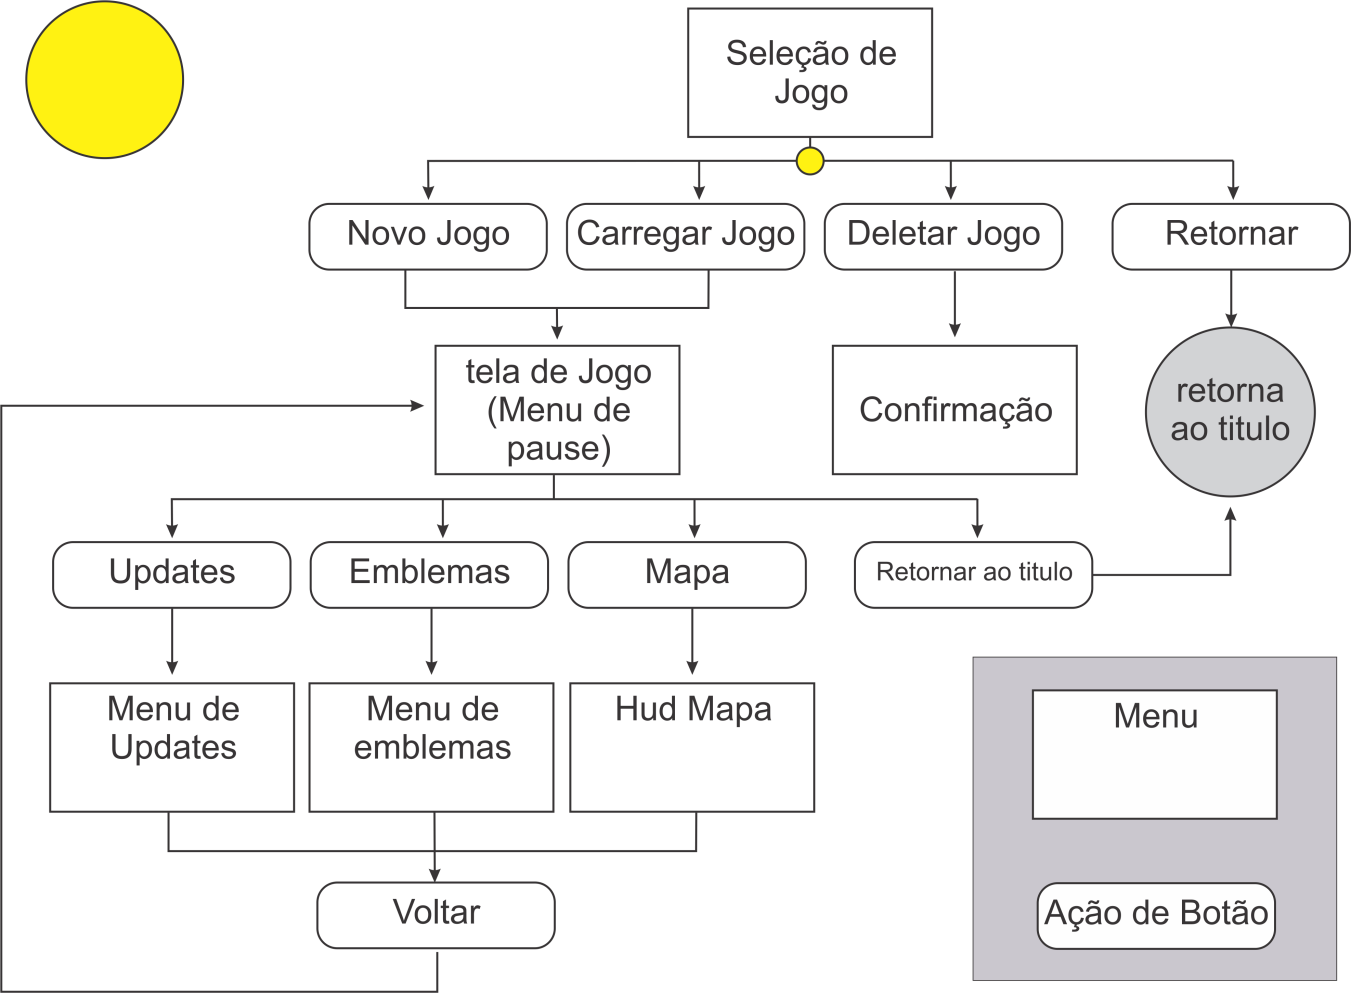 Seleção de
Jogo
Novo Jogo
Carregar Jogo
Deletar Jogo
Retornar
tela de Jogo
(Menu de
pause)
Confirmação
retorna
ao titulo
Updates
Emblemas
Mapa
Retornar ao titulo
Menu de
Updates
Menu de
emblemas
Hud Mapa
Menu
Voltar
Ação de Botão